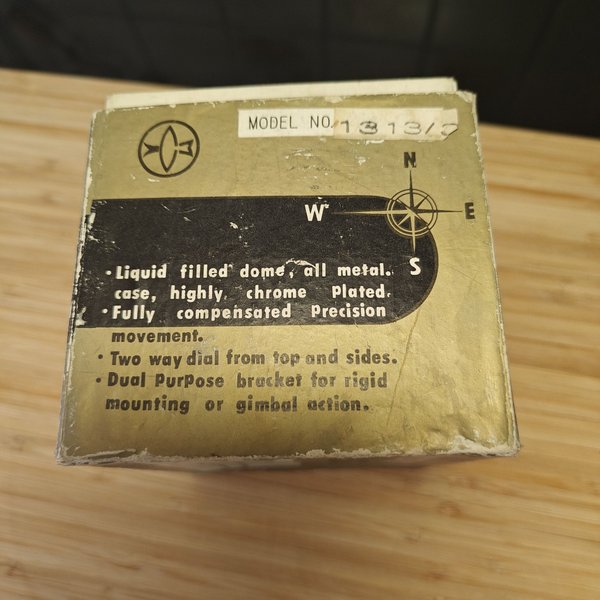 MODEL NO.
N
W E
S
• Liquid filled dome, all metal.
case, highly, chrome Plated.
• Fully compensated Precision
movement.
• Two way dial from top and sides.
• Dual Purpose bracket for rigid
mounting or gimbal action.